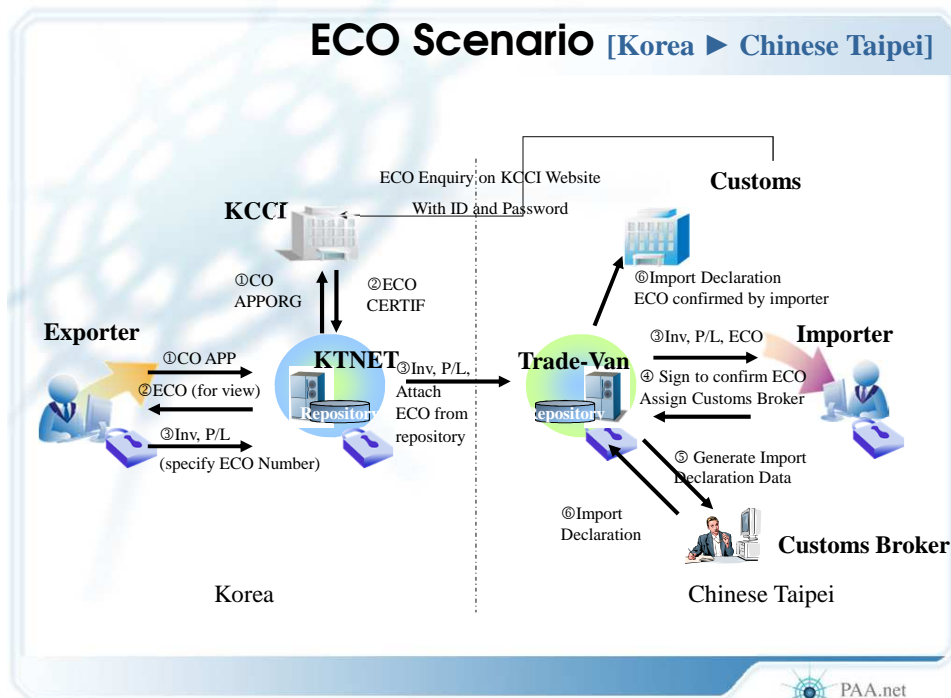 ECO Scenario [Korea ► Chinese Taipei]
ECO Enquiry on KCCI Website
With ID and Password
Customs
KCCI
①CO
APPORG
②ECO
CERTIF
⑥Import Declaration
ECO confirmed by importer
Exporter
KTNET
Trade-Van
Importer
①CO APP
②ECO (for view)
③Inv, P/L
(specify ECO Number)
Repository
③Inv, P/L,
Attach
ECO from
repository
Repository
③Inv, P/L, ECO
④ Sign to confirm ECO
Assign Customs Broker
⑤ Generate Import
Declaration Data
⑥Import
Declaration
Customs Broker
Korea
Chinese Taipei
PAA.net